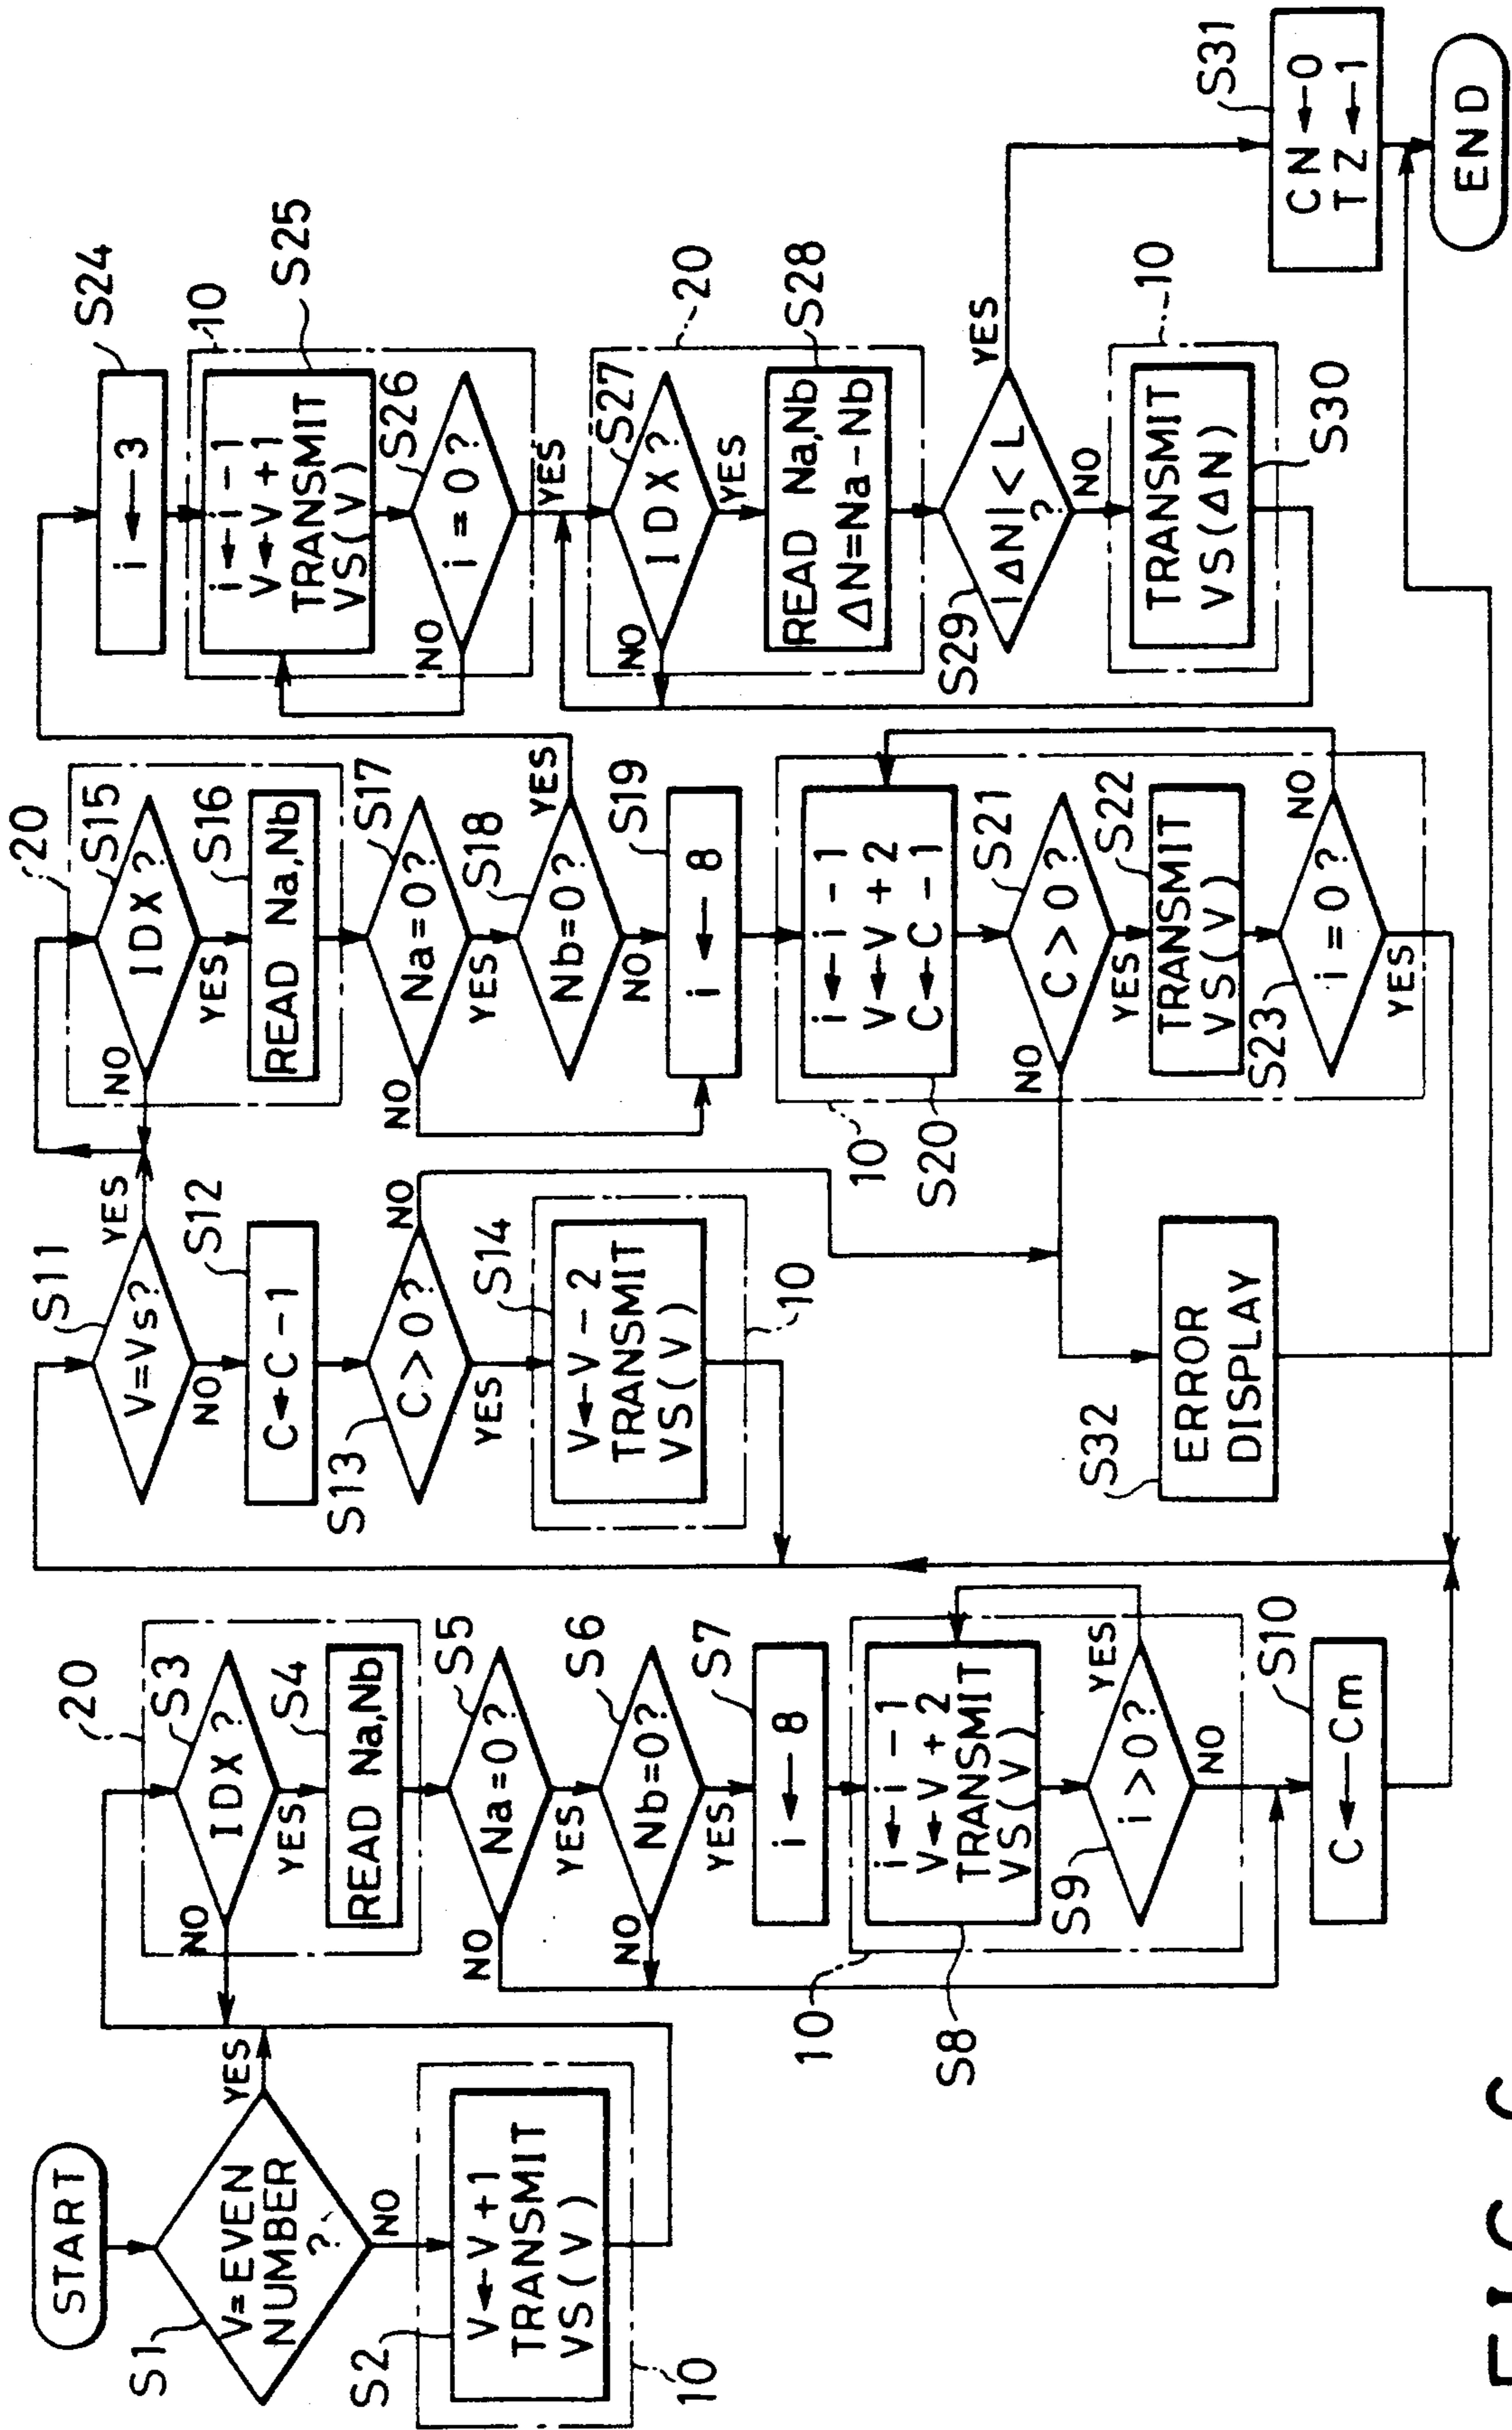 START
S1
V=EVEN
NUMBER
?
YES
NO
S2
V←V+1
TRANSMIT
VS(V)
10
20
S3
IDX?
NO
YES
S4
READ Na,Nb
S5
Na=0?
NO
YES
S6
Nb=0?
NO
YES
S7
i←8
10
S8
i←i-1
V←V+2
TRANSMIT
VS(V)
S9
i>0?
YES
NO
S10
C←Cm
S11
V=Vs?
YES
NO
S12
C←C-1
S13
C>0?
NO
YES
S14
V←V-2
TRANSMIT
VS(V)
10
S32
ERROR
DISPLAY
20
S15
IDX?
NO
YES
S16
READ Na,Nb
S17
Na=0?
NO
YES
S18
Nb=0?
YES
NO
S19
i←8
10
S20
i←i-1
V←V+2
C←C-1
S21
C>0?
NO
YES
S22
TRANSMIT
VS(V)
S23
i=0?
NO
YES
S24
i←3
10
S25
i←i-1
V←V+1
TRANSMIT
VS(V)
S26
i=0?
NO
YES
20
S27
IDX?
NO
YES
S28
READ Na,Nb
ΔN=Na-Nb
S29
|ΔN|<L
?
YES
NO
10
TRANSMIT
VS(ΔN)
S30
S31
CN←0
TZ←1
END